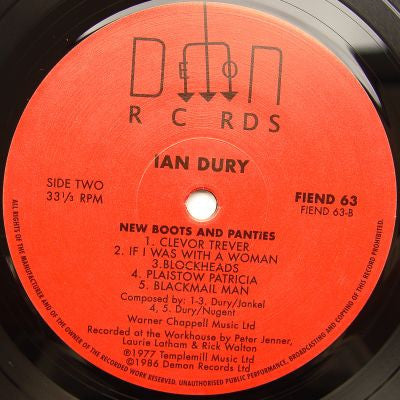 DEMON
RECORDS
IAN DURY
SIDE TWO
33⅓ RPM
FIEND 63
FIEND 63-B
NEW BOOTS AND PANTIES
1. CLEVOR TREVER
2. IF I WAS WITH A WOMAN
3.BLOCKHEADS
4. PLAISTOW PATRICIA
5. BLACKMAIL MAN
Composed by: 1-3. Dury/Jankel
4, 5. Dury/Nugent
Warner Chappell Music Ltd
Recorded at the Workhouse by Peter Jenner,
Laurie Latham & Rick Walton
℗1977 Templemill Music Ltd
©1986 Demon Records Ltd
ALL RIGHTS OF THE MANUFACTURER AND OF THE OWNER OF THE RECORDED WORK RESERVED. UNAUTHORISED PUBLIC PERFORMANCE, BROADCASTING AND COPYING OF THIS RECORD PROHIBITED.